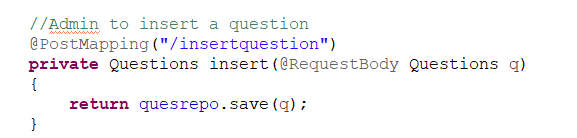 //Admin to insert a question
@PostMapping("/insertquestion")
private Questions insert(@RequestBody Questions q)
{
    return quesrepo.save(q);
}